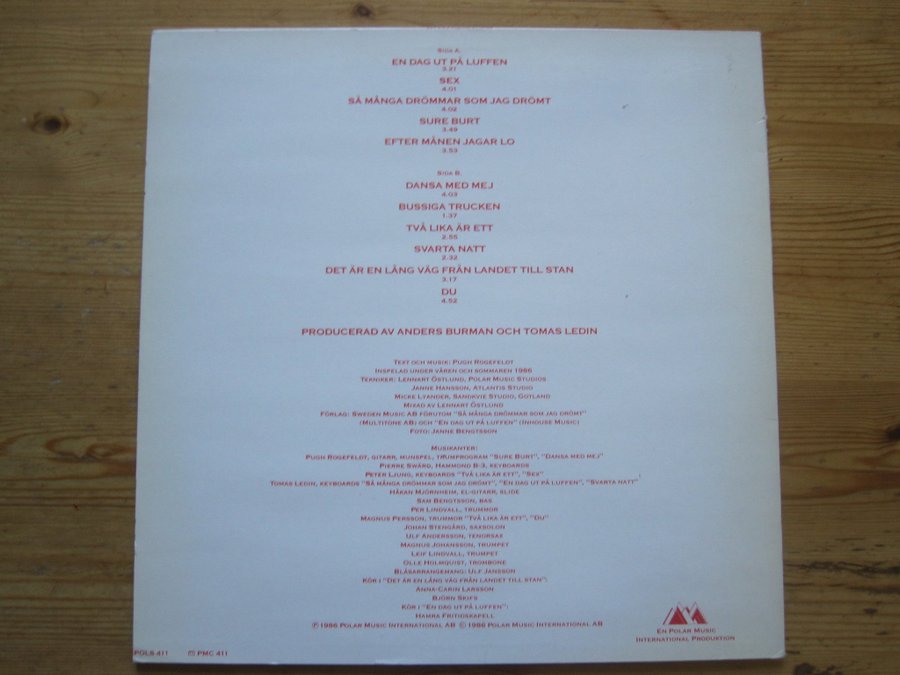 Sida A.
EN DAG UT PÅ LUFFEN
3.21
SEX
4.01
SÅ MÅNGA DRÖMMAR SOM JAG DRÖMT
4.02
SURE BURT
3.49
EFTER MÅNEN JAGAR LO
3.53
Sida B.
DANSA MED MEJ
4.03
BUSSIGA TRUCKEN
1.37
TVÅ LIKA ÄR ETT
2.55
SVARTA NATT
2.32
DET ÄR EN LÅNG VÄG FRÅN LANDET TILL STAN
3.17
DU
4.52
PRODUCERAD AV ANDERS BURMAN OCH TOMAS LEDIN
Text och musik: Pugh Rogefeldt
Inspelad under våren och sommaren 1986
Tekniker: Lennart Östlund, Polar Music Studios
Janne Hansson, Atlantis Studio
Micke Lyander, Sandkvie Studio, Gotland
Mixad av Lennart Östlund
Förlag: Sweden Music AB förutom "Så många drömmar som jag drömt"
(Multitone AB) och "En dag ut på luffen" (Inhouse Music)
Foto: Janne Bengtsson
Musikanter:
Pugh Rogefeldt, gitarr, munspel, trumprogram "Sure Burt", "Dansa med mej"
Pierre Swärd, Hammond B-3, keyboards
Peter Ljung, keyboards "Två lika är ett", "Sex"
Tomas Ledin, keyboards "Så många drömmar som jag drömt", "En dag ut på luffen", "Svarta natt"
Håkan Mjörnheim, el-gitarr, slide
Sam Bengtsson, bas
Per Lindvall, trummor
Magnus Persson, trummor "Två lika är ett", "Du"
Johan Stengård, saxsolon
Ulf Andersson, tenorsax
Magnus Johansson, trumpet
Leif Lindvall, trumpet
Olle Holmquist, trombone
Blåsarrangemang: Ulf Jansson
Kör i "Det är en lång väg från landet till stan":
Anna-Carin Larsson
Björn Skifs
Kör i "En dag ut på luffen":
Hamra Fritidskapell
℗ 1986 Polar Music International AB © 1986 Polar Music International AB
En Polar Music
International Produktion
POLS-411 PMC 411